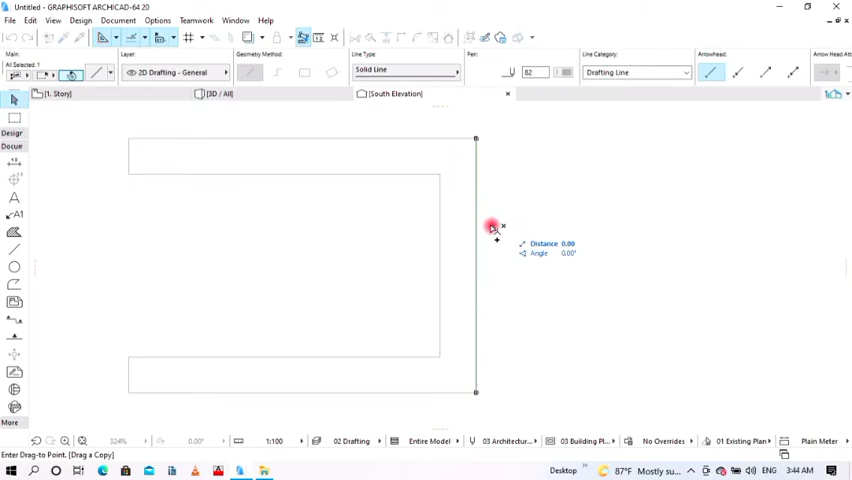 Untitled - GRAPHISOFT ARCHICAD-64 20
File Edit View Design Document Options Teamwork Window Help
Main:
All Selected: 1
Layer:
2D Drafting - General
Geometry Method:
Line Type:
Solid Line
Pen:
82
Line Category:
Drafting Line
Arrowhead:
Arrow Head Att
[1. Story]
[3D / All]
[South Elevation]
Design
Docum
A
A1
More
Distance 0.00
Angle 0.00°
324%
0.00°
1:100
02 Drafting
Entire Model
03 Architectur...
03 Building Pl...
No Overrides
01 Existing Plan...
Plain Meter
Enter Drag-to Point. [Drag a Copy]
Desktop
87°F Mostly su...
ENG
3:44 AM